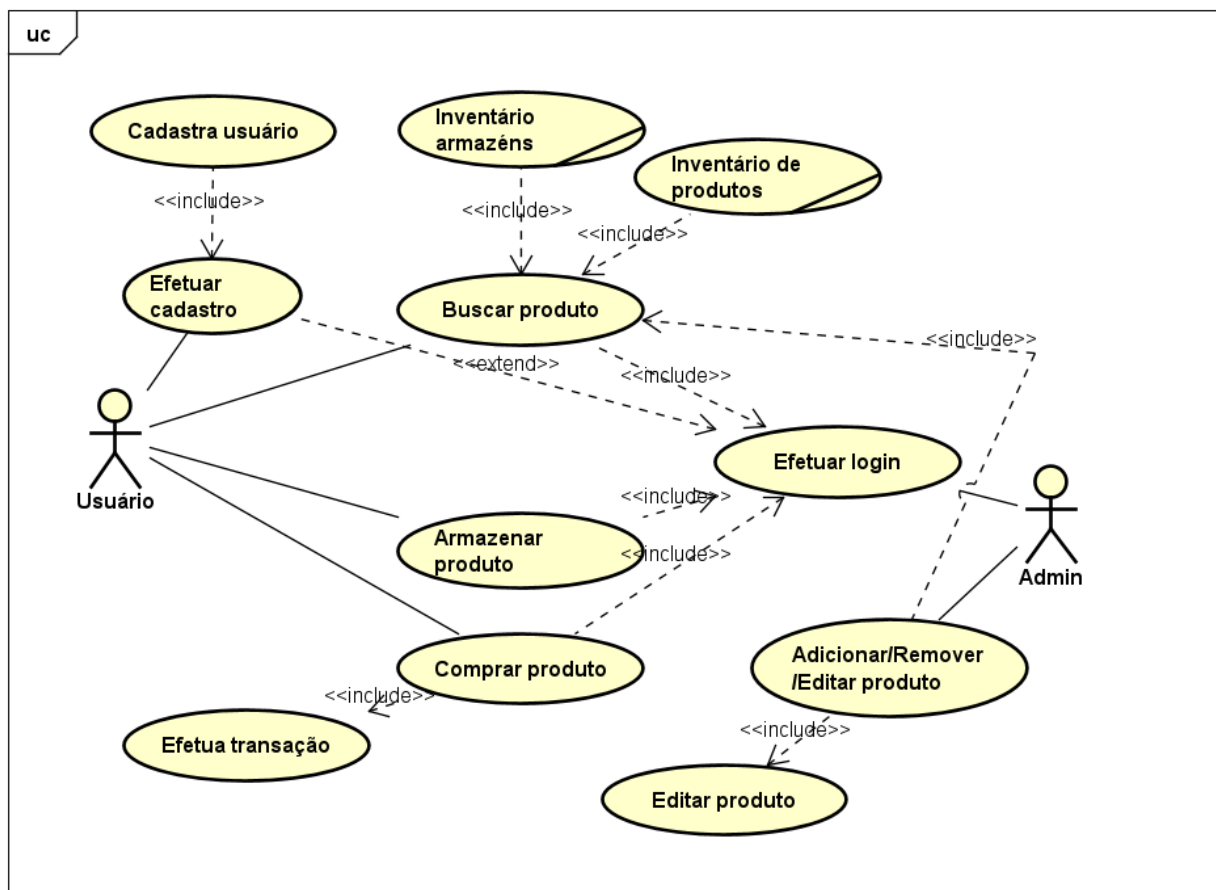 uc
Cadastra usuário
Inventário
armazéns
Inventário de
produtos
<<include>>
<<include>>
<<include>>
Efetuar
cadastro
Buscar produto
<<include>>
<<extend>>
<<include>>
Usuário
Efetuar login
<<include>>
Armazenar
produto
<<include>>
Admin
Comprar produto
Adicionar/Remover
/Editar produto
<<include>>
<<include>>
Efetua transação
Editar produto